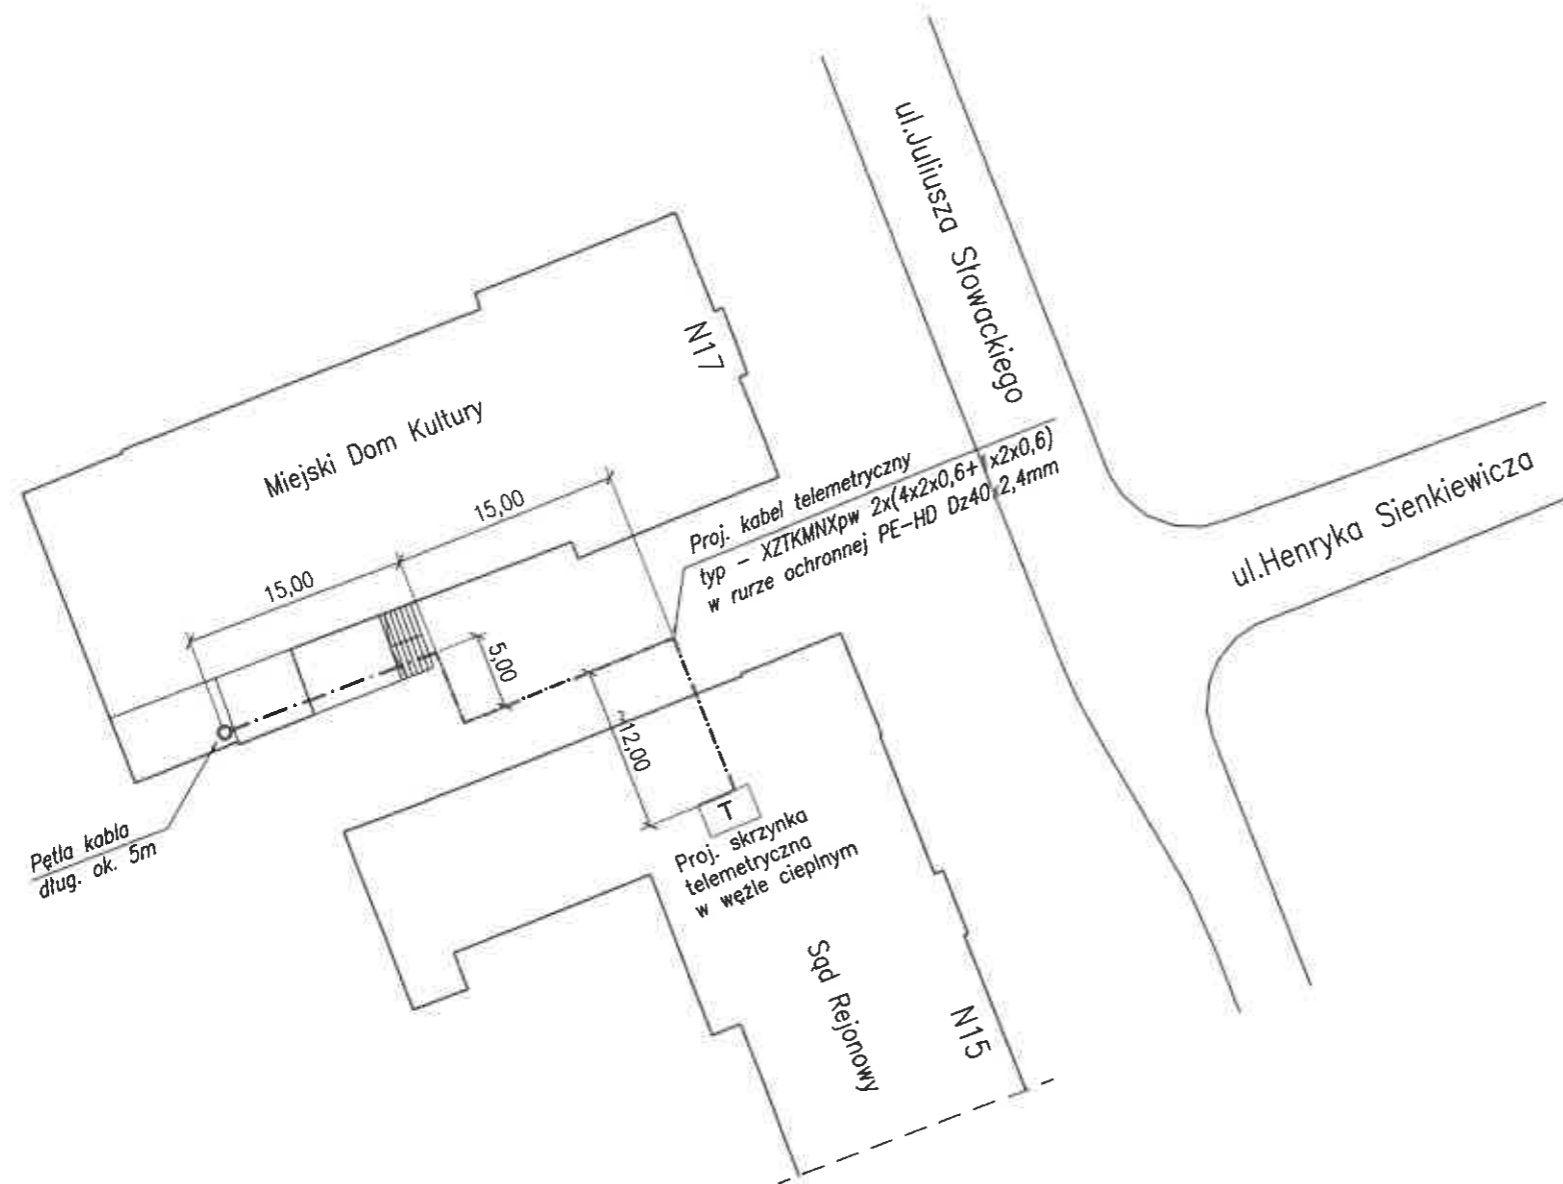 ul.Juliusza Słowackiego
N17
Miejski Dom Kultury
15,00
15,00
Proj. kabel telemetryczny
typ – XZTKMNXpw 2x(4x2x0,6+1x2x0,6)
w rurze ochronnej PE-HD Dz40,2,4mm
ul.Henryka Sienkiewicza
5,00
~12,00
T
Proj. skrzynka
telemetryczna
w węźle cieplnym
Pętla kabla
dług. ok. 5m
Sąd Rejonowy
N15